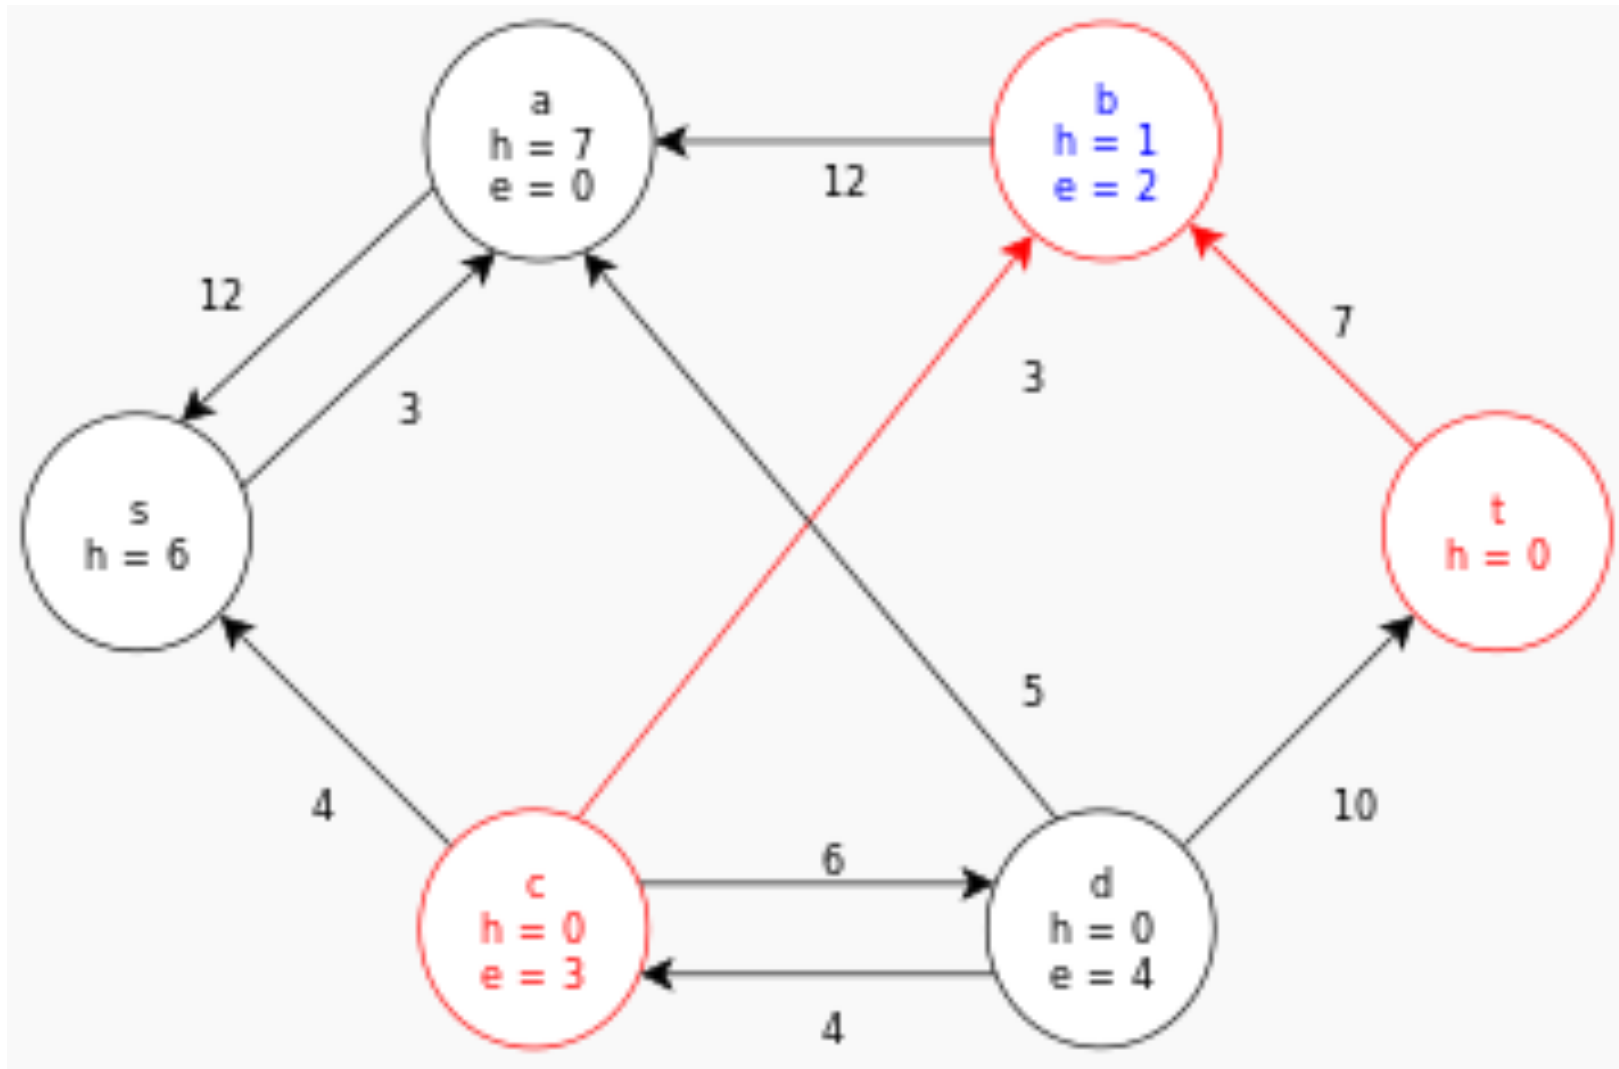 a
h = 7
e = 0
b
h = 1
e = 2
12
12
3
3
7
s
h = 6
t
h = 0
5
4
10
6
c
h = 0
e = 3
d
h = 0
e = 4
4